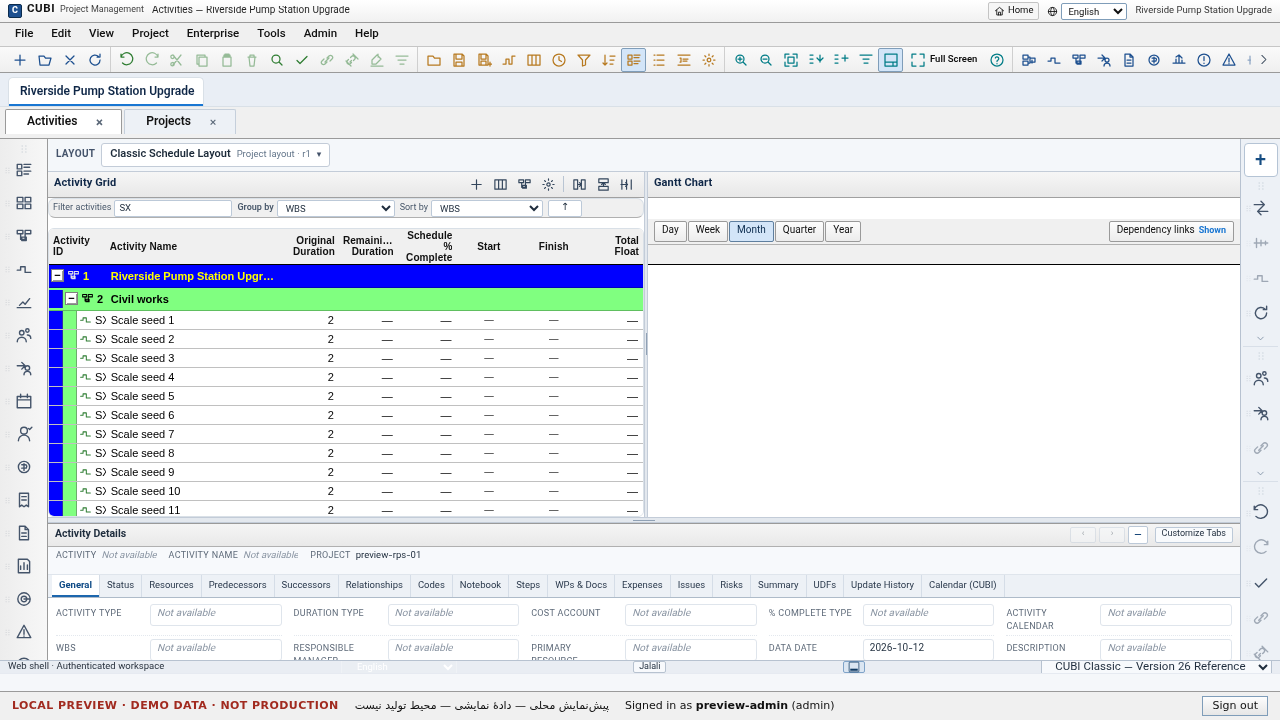 C CUBI Project Management Activities — Riverside Pump Station Upgrade Home English Riverside Pump Station Upgrade
File Edit View Project Enterprise Tools Admin Help
Full Screen
Riverside Pump Station Upgrade
Activities × Projects ×
LAYOUT Classic Schedule Layout Project layout · r1 ▾
Activity Grid Gantt Chart
Filter activities SX Group by WBS Sort by WBS ↑
Day Week Month Quarter Year Dependency links Shown
Activity ID Activity Name Original Duration Remaini… Duration Schedule % Complete Start Finish Total Float
1 Riverside Pump Station Upgr…
2 Civil works
Scale seed 1 2 — — — — —
Scale seed 2 2 — — — — —
Scale seed 3 2 — — — — —
Scale seed 4 2 — — — — —
Scale seed 5 2 — — — — —
Scale seed 6 2 — — — — —
Scale seed 7 2 — — — — —
Scale seed 8 2 — — — — —
Scale seed 9 2 — — — — —
Scale seed 10 2 — — — — —
Scale seed 11 2 — — — — —
Activity Details ‹ › — Customize Tabs
ACTIVITY Not available ACTIVITY NAME Not available PROJECT preview-rps-01
General Status Resources Predecessors Successors Relationships Codes Notebook Steps WPs & Docs Expenses Issues Risks Summary UDFs Update History Calendar (CUBI)
ACTIVITY TYPE Not available DURATION TYPE Not available COST ACCOUNT Not available % COMPLETE TYPE Not available ACTIVITY CALENDAR Not available
WBS Not available RESPONSIBLE MANAGER Not available PRIMARY RESOURCE Not available DATA DATE 2026-10-12 DESCRIPTION Not available
Web shell · Authenticated workspace English Jalali CUBI Classic — Version 26 Reference
LOCAL PREVIEW · DEMO DATA · NOT PRODUCTION پیش‌نمایش محلی — دادهٔ نمایشی — محیط تولید نیست Signed in as preview-admin (admin) Sign out